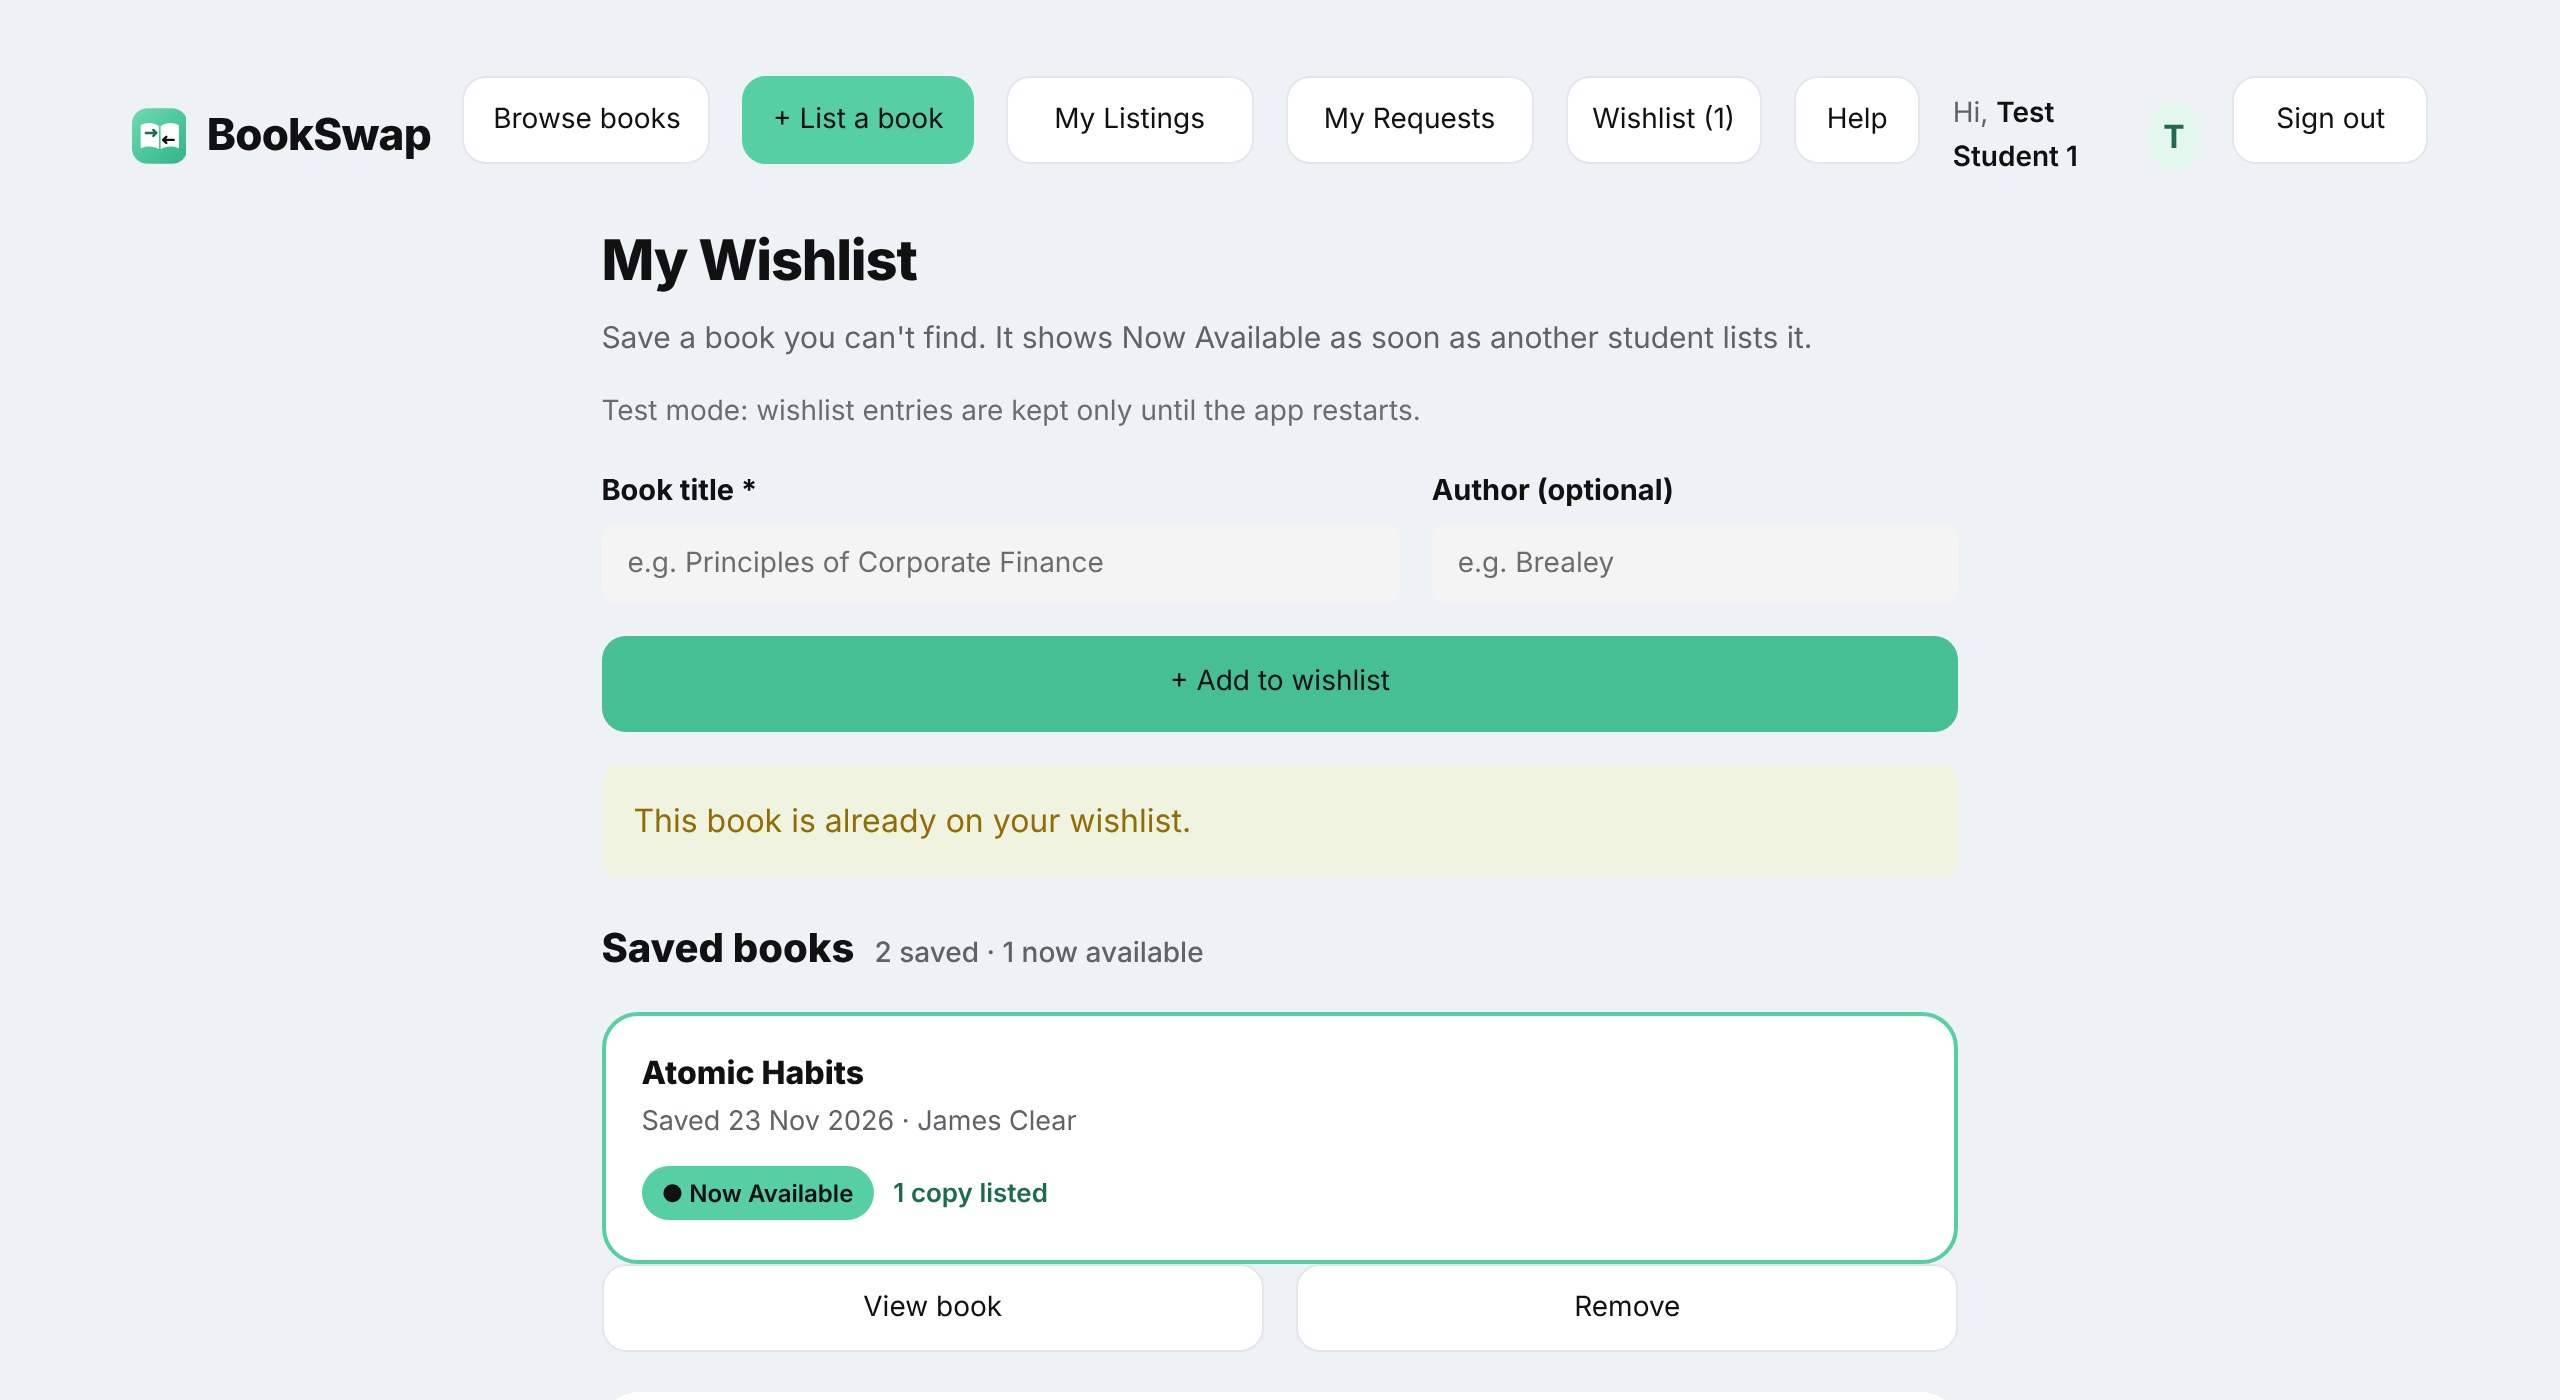 BookSwap
Browse books
+ List a book
My Listings
My Requests
Wishlist (1)
Help
Hi, Test
Student 1
T
Sign out
My Wishlist
Save a book you can't find. It shows Now Available as soon as another student lists it.
Test mode: wishlist entries are kept only until the app restarts.
Book title *
Author (optional)
e.g. Principles of Corporate Finance
e.g. Brealey
+ Add to wishlist
This book is already on your wishlist.
Saved books 2 saved · 1 now available
Atomic Habits
Saved 23 Nov 2026 · James Clear
● Now Available 1 copy listed
View book
Remove